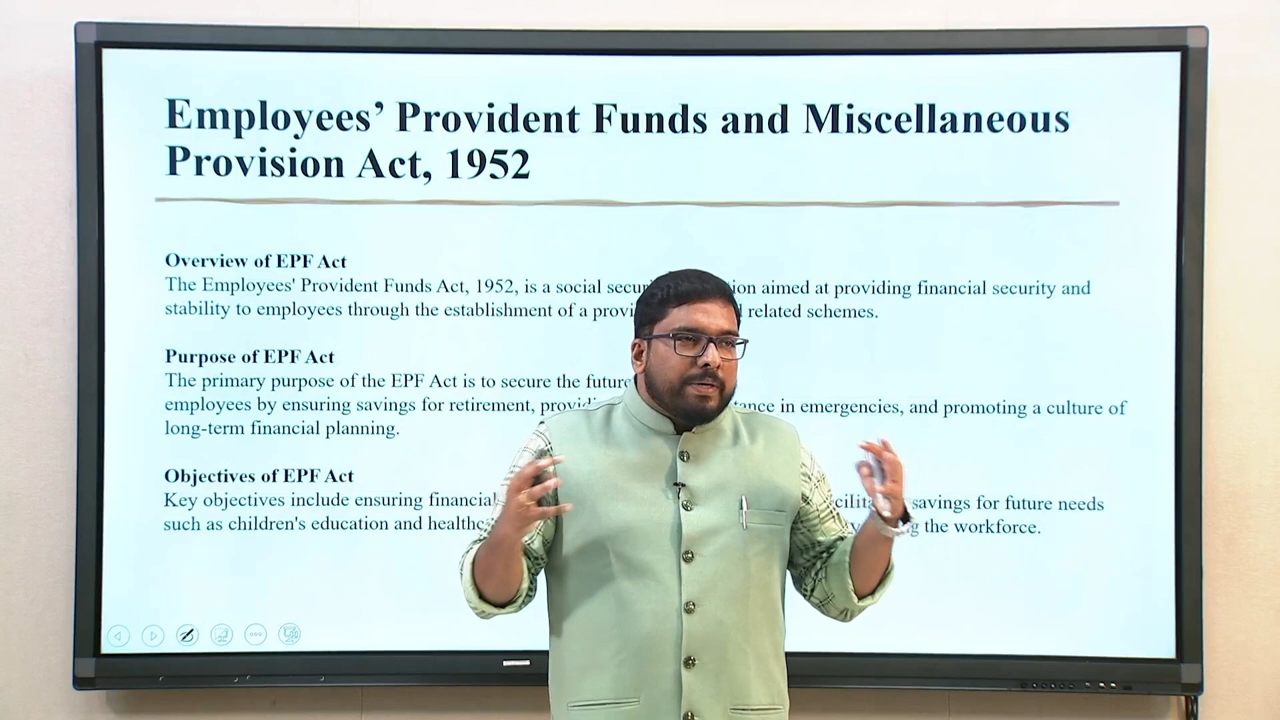 Employees' Provident Funds and Miscellaneous
Provision Act, 1952
Overview of EPF Act
The Employees' Provident Funds Act, 1952, is a social aimed at providing financial security and
stability to employees through the establishment of a related schemes.
Purpose of EPF Act
The primary purpose of the EPF Act is to secure the future
employees by ensuring savings for retirement, in emergencies, and promoting a culture of
long-term financial planning.
Objectives of EPF Act
Key objectives include ensuring financial savings for future needs
such as children's education and the workforce.